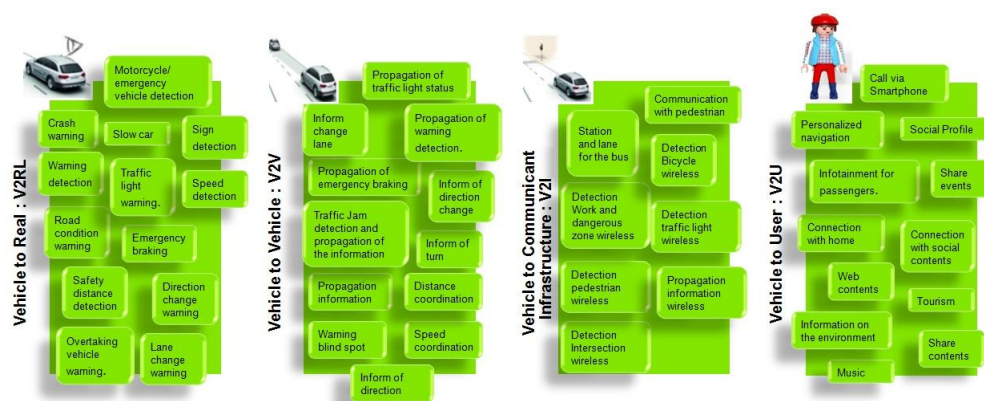 Vehicle to Real : V2RL
Motorcycle/
emergency
vehicle detection
Crash
warning
Slow car
Sign
detection
Warning
detection
Traffic
light
warning.
Speed
detection
Road
condition
warning
Emergency
braking
Safety
distance
detection
Direction
change
warning
Overtaking
vehicle
warning.
Lane
change
warning
Vehicle to Vehicle : V2V
Propagation of
traffic light status
Inform
change
lane
Propagation of
warning
detection.
Propagation of
emergency braking
Inform of
direction
change
Traffic Jam
detection and
propagation of
the information
Inform of
turn
Propagation
information
Distance
coordination
Warning
blind spot
Speed
coordination
Inform of
direction
Vehicle to Communicant
Infrastructure : V2I
Communication
with pedestrian
Station
and lane
for the bus
Detection
Bicycle
wireless
Detection
Work and
dangerous
zone wireless
Detection
traffic light
wireless
Detection
pedestrian
wireless
Propagation
information
wireless
Detection
Intersection
wireless
Vehicle to User : V2U
Call via
Smartphone
Personalized
navigation
Social Profile
Infotainment for
passengers.
Share
events
Connection
with home
Connection
with social
contents
Web
contents
Tourism
Information on
the environment
Share
contents
Music